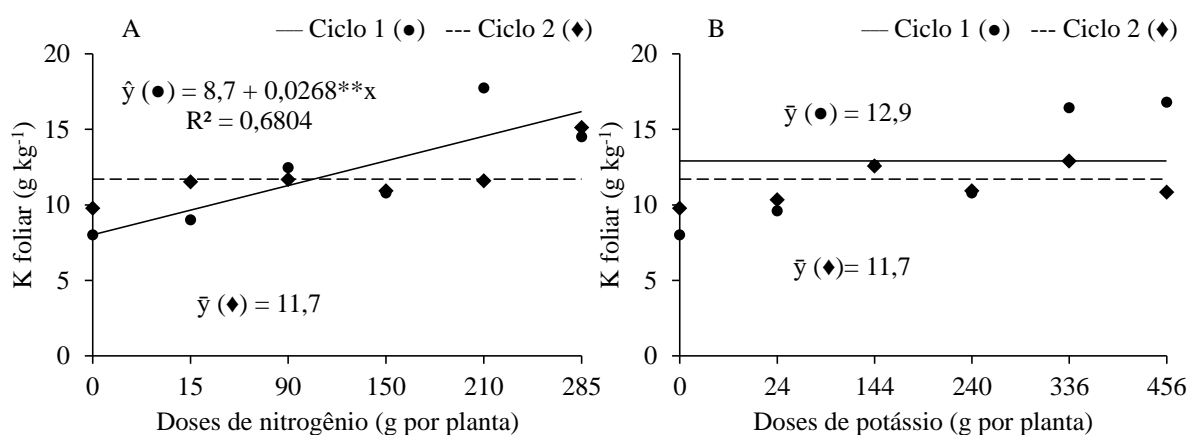 A — Ciclo 1 (●) --- Ciclo 2 (♦)
20
15
10
5
0
K foliar (g kg⁻¹)
ŷ (●) = 8,7 + 0,0268**x
R² = 0,6804
ȳ (♦) = 11,7
0 15 90 150 210 285
Doses de nitrogênio (g por planta)
B — Ciclo 1 (●) --- Ciclo 2 (♦)
20
15
10
5
0
K foliar (g kg⁻¹)
ȳ (●) = 12,9
ȳ (♦)= 11,7
0 24 144 240 336 456
Doses de potássio (g por planta)